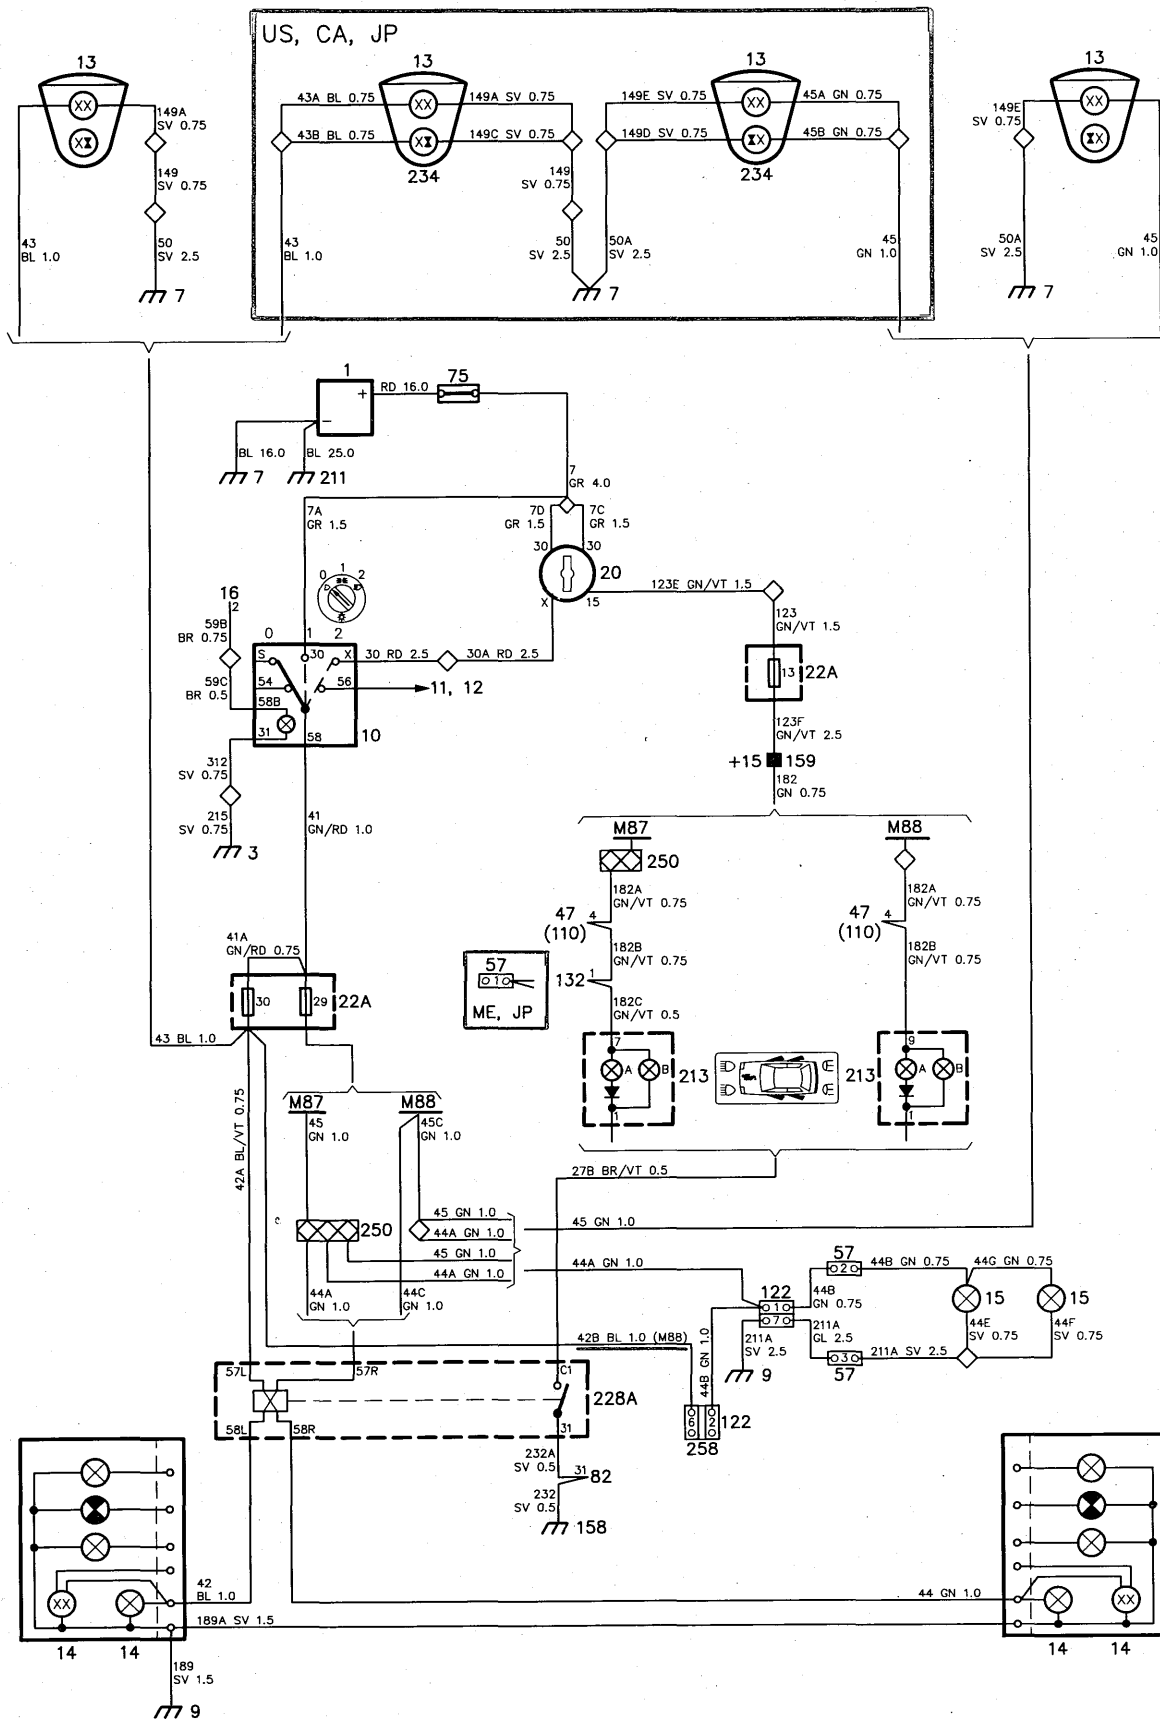 US, CA, JP
13
13
13
13
XX
149A
SV 0.75
XX
149
SV 0.75
43
BL 1.0
50
SV 2.5
7
43A BL 0.75
XX
149A SV 0.75
43B BL 0.75
XX
149C SV 0.75
234
149
SV 0.75
43
BL 1.0
50
SV 2.5
149E SV 0.75
XX
45A GN 0.75
149D SV 0.75
XX
45B GN 0.75
234
50A
SV 2.5
45
GN 1.0
7
149E
SV 0.75
XX
XX
50A
SV 2.5
45
GN 1.0
7
1
+
−
RD 16.0
75
BL 16.0
BL 25.0
7
211
7
GR 4.0
7A
GR 1.5
7D
GR 1.5
7C
GR 1.5
30
30
20
X
15
123E GN/VT 1.5
123
GN/VT 1.5
13
22A
123F
GN/VT 2.5
+15
159
182
GN 0.75
0
1
2
16
2
59B
BR 0.75
59C
BR 0.5
0
1
2
S
30
X
54
56
58B
31
58
10
30 RD 2.5
30A RD 2.5
11, 12
312
SV 0.75
215
SV 0.75
3
41
GN/RD 1.0
M87
250
182A
GN/VT 0.75
47
(110)
4
182B
GN/VT 0.75
132
1
182C
GN/VT 0.5
M88
182A
GN/VT 0.75
47
(110)
4
182B
GN/VT 0.75
57
1
ME, JP
41A
GN/RD 0.75
30
29
22A
43 BL 1.0
7
A
B
1
213
213
9
A
B
1
M87
45
GN 1.0
M88
45C
GN 1.0
42A BL/VT 0.75
27B BR/VT 0.5
250
45 GN 1.0
44A GN 1.0
45 GN 1.0
44A GN 1.0
45 GN 1.0
44A GN 1.0
44A
GN 1.0
44C
GN 1.0
57
2
44B GN 0.75
44G GN 0.75
122
1
7
44B
GN 0.75
15
15
211A
SV 2.5
211A
GL 2.5
44E
SV 0.75
44F
SV 0.75
3
57
211A SV 2.5
9
42B BL 1.0 (M88)
44B GN 1.0
57L
57R
C1
228A
58L
58R
31
6
2
122
258
232A
SV 0.5
31
82
232
SV 0.5
158
42
BL 1.0
44 GN 1.0
189A SV 1.5
XX
XX
14
14
14
14
189
SV 1.5
9